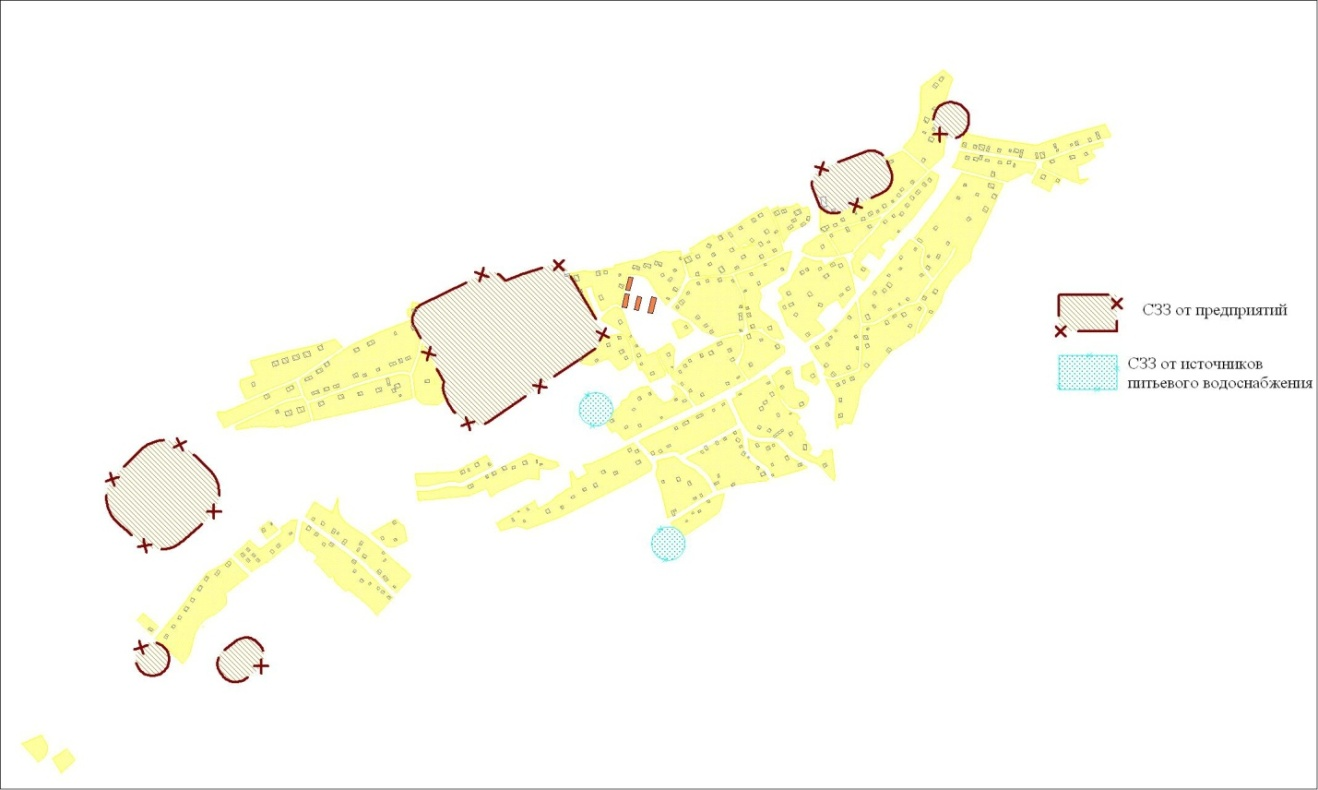 СЗЗ от предприятий
СЗЗ от источников
питьевого водоснабжения